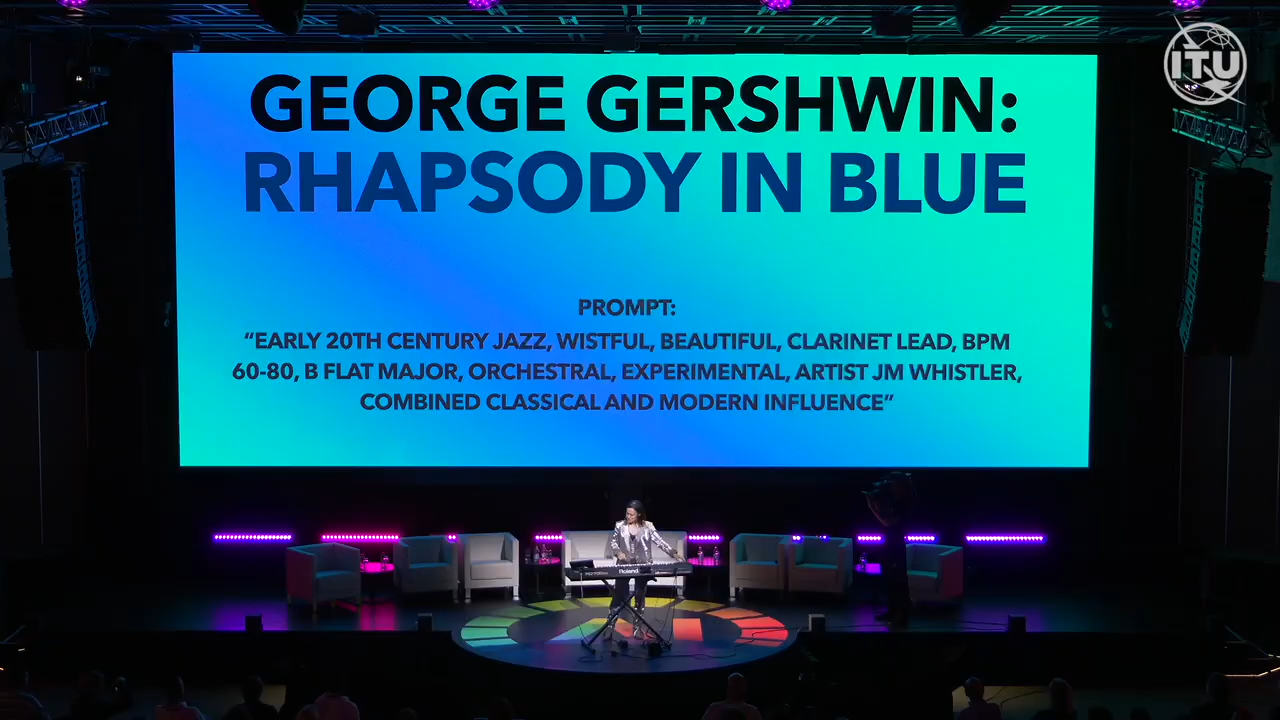 ITU
GEORGE GERSHWIN:
RHAPSODY IN BLUE
PROMPT:
“EARLY 20TH CENTURY JAZZ, WISTFUL, BEAUTIFUL, CLARINET LEAD, BPM
60-80, B FLAT MAJOR, ORCHESTRAL, EXPERIMENTAL, ARTIST JM WHISTLER,
COMBINED CLASSICAL AND MODERN INFLUENCE”
Roland